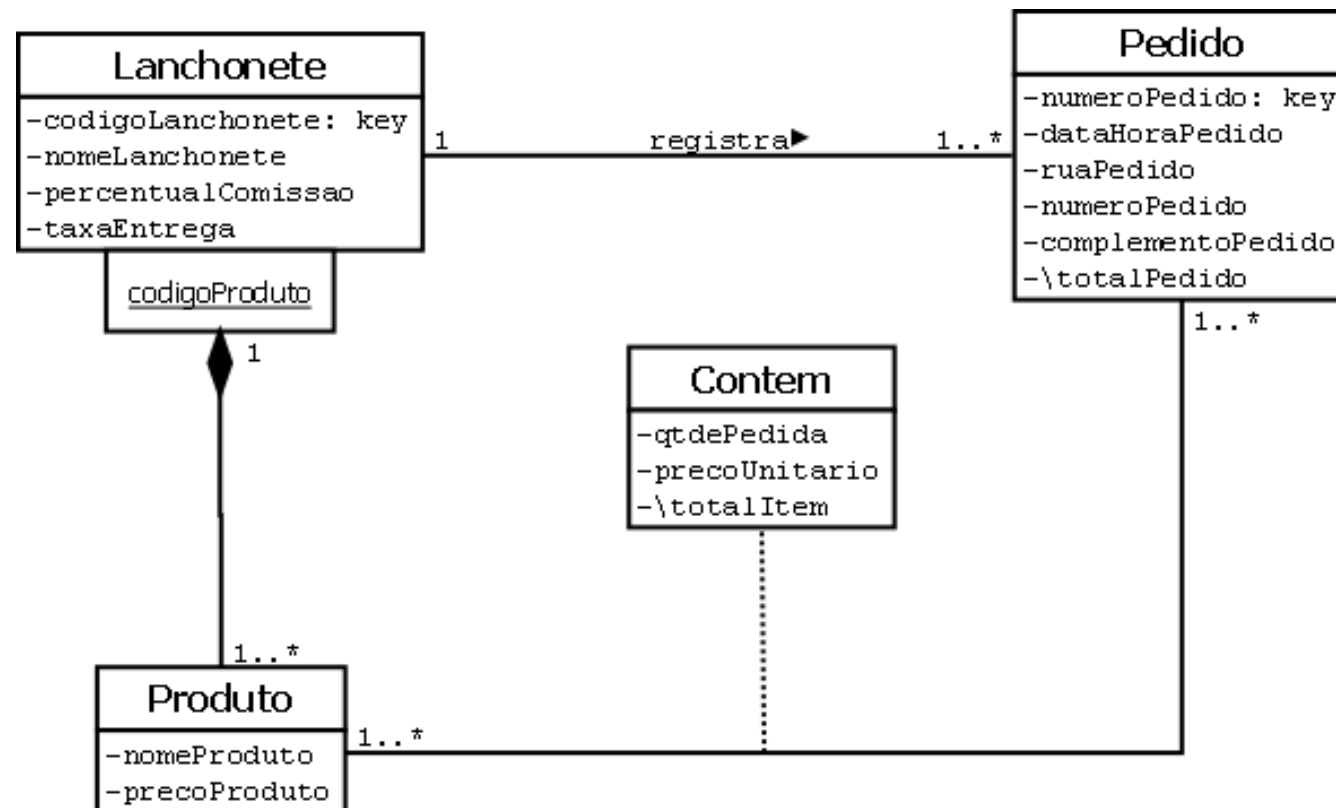 Lanchonete
-codigoLanchonete: key
-nomeLanchonete
-percentualComissao
-taxaEntrega
codigoProduto
1
registra▶
1..*
Pedido
-numeroPedido: key
-dataHoraPedido
-ruaPedido
-numeroPedido
-complementoPedido
-\totalPedido
1..*
1
Contem
-qtdePedida
-precoUnitario
-\totalItem
1..*
Produto
-nomeProduto
-precoProduto
1..*